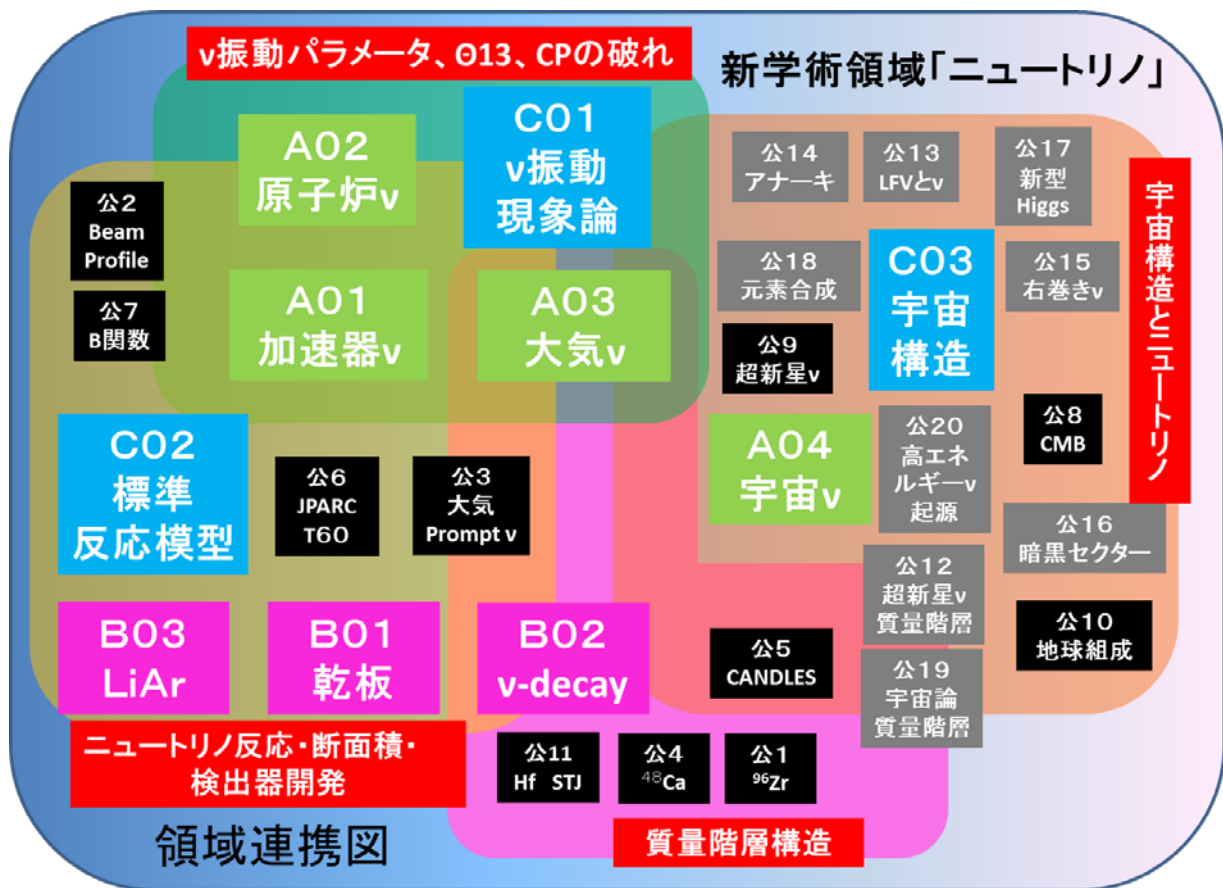 ν振動パラメータ、Θ13、CPの破れ
新学術領域「ニュートリノ」
A02
原子炉ν
C01
ν振動
現象論
公14
アナーキ
公13
LFVとν
公17
新型
Higgs
宇宙構造とニュートリノ
公2
Beam
Profile
公7
B関数
A01
加速器ν
A03
大気ν
公18
元素合成
C03
宇宙
構造
公15
右巻きν
公9
超新星ν
C02
標準
反応模型
公6
JPARC
T60
公3
大気
Prompt ν
A04
宇宙ν
公20
高エネ
ルギーν
起源
公8
CMB
公16
暗黒セクター
公12
超新星ν
質量階層
公10
地球組成
B03
LiAr
B01
乾板
B02
ν-decay
公5
CANDLES
公19
宇宙論
質量階層
ニュートリノ反応・断面積・
検出器開発
公11
Hf STJ
公4
⁴⁸Ca
公1
⁹⁶Zr
領域連携図
質量階層構造